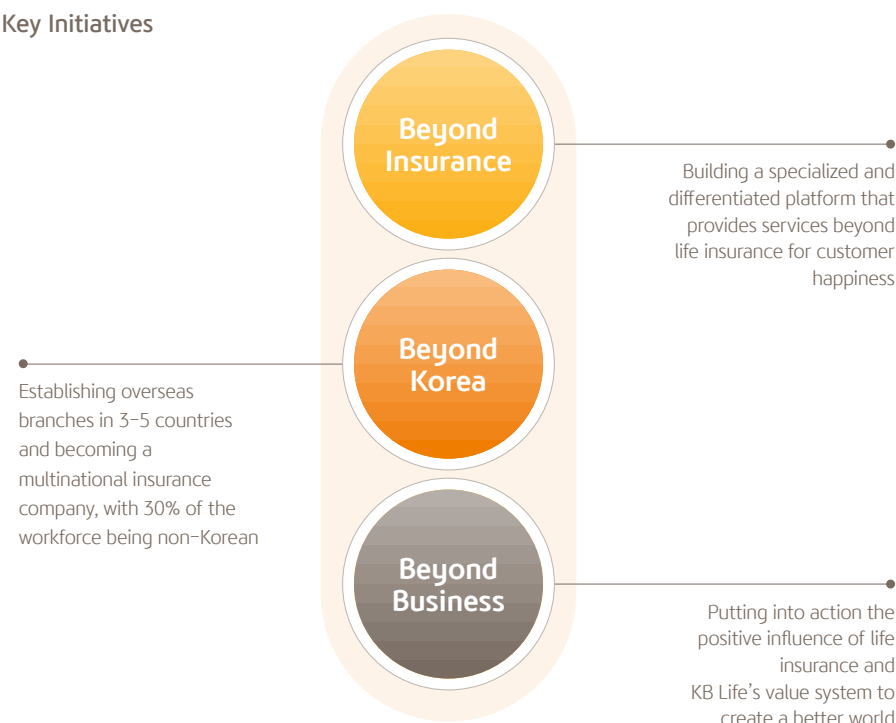 Key Initiatives
Beyond
Insurance
Building a specialized and
differentiated platform that
provides services beyond
life insurance for customer
happiness
Beyond
Korea
Establishing overseas
branches in 3-5 countries
and becoming a
multinational insurance
company, with 30% of the
workforce being non-Korean
Beyond
Business
Putting into action the
positive influence of life
insurance and
KB Life’s value system to
create a better world